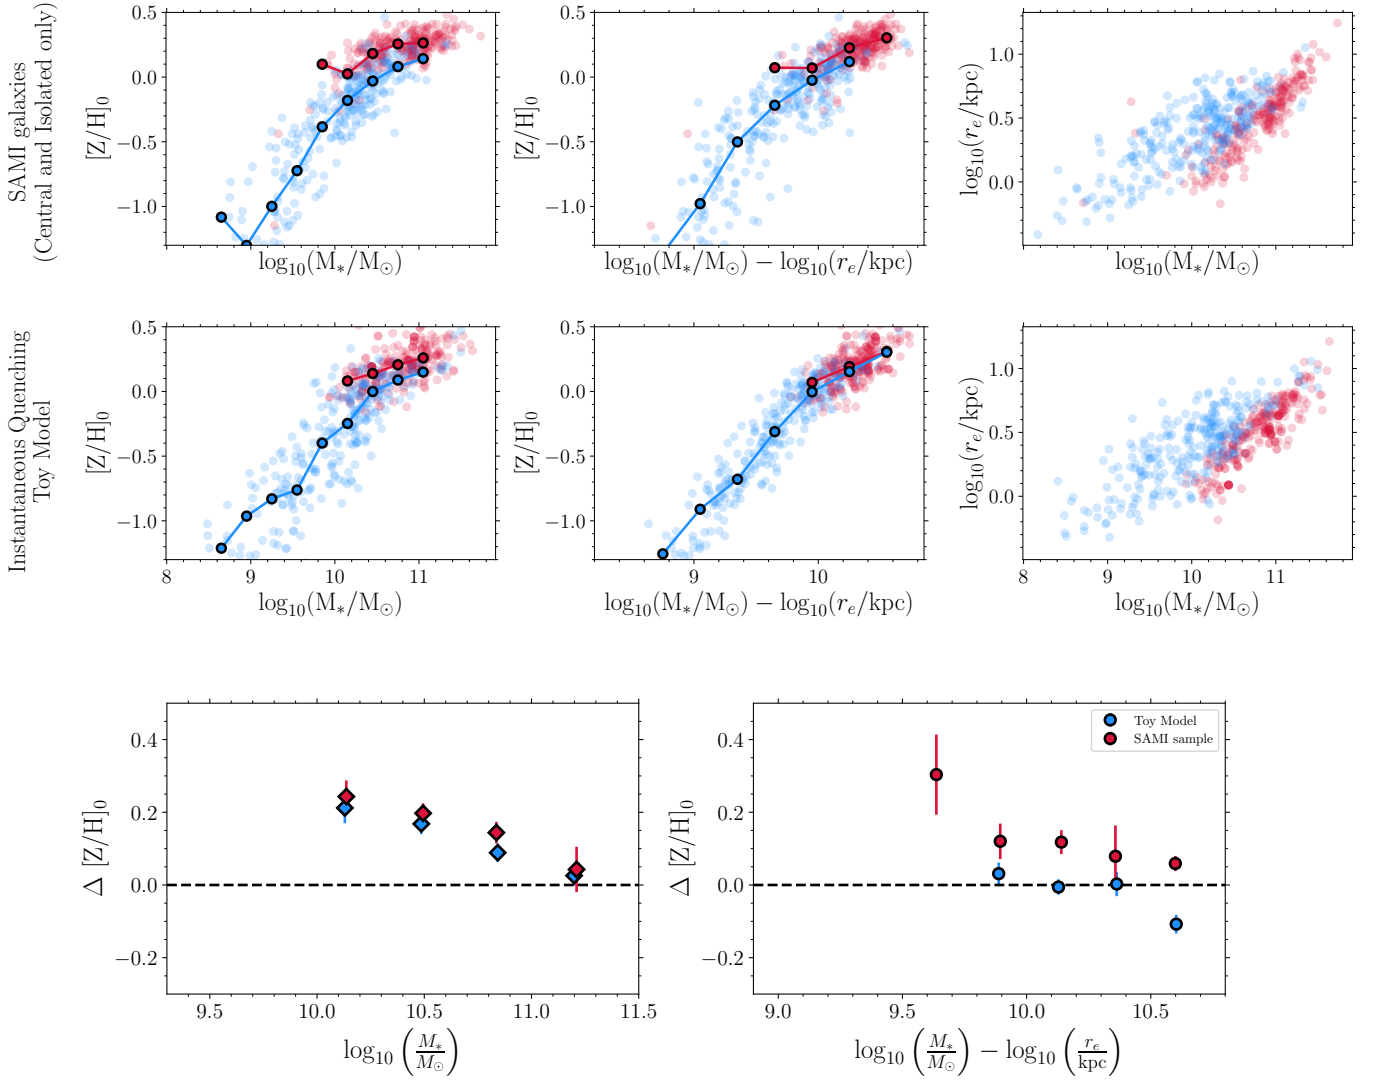 SAMI galaxies
(Central and Isolated only)
0.5
0.0
−0.5
−1.0
[Z/H]₀
log₁₀(M∗/M⊙)
0.5
0.0
−0.5
−1.0
[Z/H]₀
log₁₀(M∗/M⊙) − log₁₀(rₑ/kpc)
1.0
0.5
0.0
log₁₀(rₑ/kpc)
log₁₀(M∗/M⊙)
Instantaneous Quenching
Toy Model
0.5
0.0
−0.5
−1.0
[Z/H]₀
8 9 10 11
log₁₀(M∗/M⊙)
0.5
0.0
−0.5
−1.0
[Z/H]₀
9 10
log₁₀(M∗/M⊙) − log₁₀(rₑ/kpc)
1.0
0.5
0.0
log₁₀(rₑ/kpc)
8 9 10 11
log₁₀(M∗/M⊙)
0.4
0.2
0.0
−0.2
Δ [Z/H]₀
9.5 10.0 10.5 11.0 11.5
log₁₀(M∗/M⊙)
0.4
0.2
0.0
−0.2
Δ [Z/H]₀
Toy Model
SAMI sample
9.0 9.5 10.0 10.5
log₁₀(M∗/M⊙) − log₁₀(rₑ/kpc)